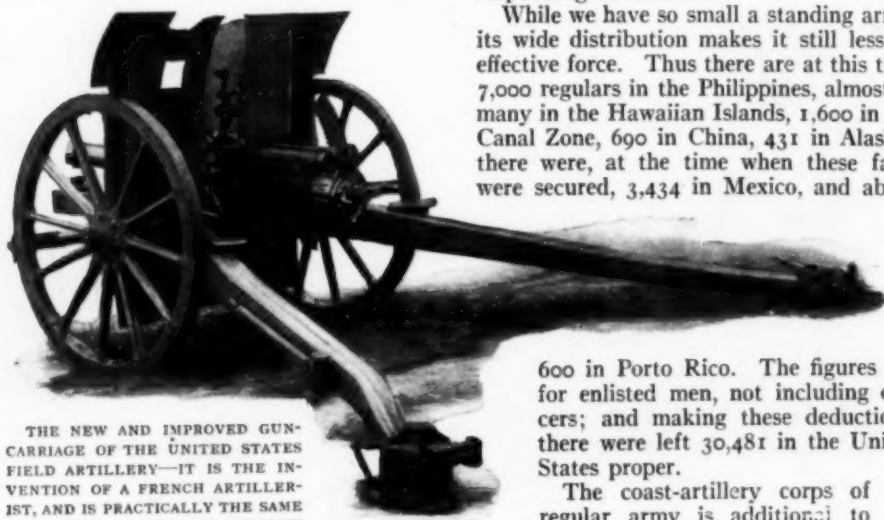 While we have so small a standing
its wide distribution makes it still less
effective force. Thus there are at this
7,000 regulars in the Philippines, almost
many in the Hawaiian Islands, 1,600 in
Canal Zone, 690 in China, 431 in
there were, at the time when these
were secured, 3,434 in Mexico, and
600 in Porto Rico. The figures
for enlisted men, not including
cers; and making these
there were left 30,481 in the
States proper.
The coast-artillery corps of
regular army is additional to
THE NEW AND IMPROVED GUN-
CARRIAGE OF THE UNITED STATES
FIELD ARTILLERY—IT IS THE IN-
VENTION OF A FRENCH ARTILLER-
IST, AND IS PRACTICALLY THE SAME